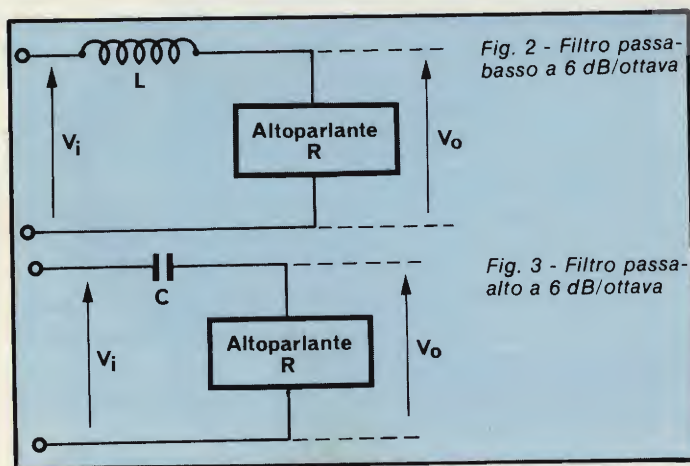 Fig. 2 - Filtro passa-
basso a 6 dB/ottava
L
Vi
Altoparlante
R
Vo
Fig. 3 - Filtro passa-
alto a 6 dB/ottava
C
Vi
Altoparlante
R
Vo